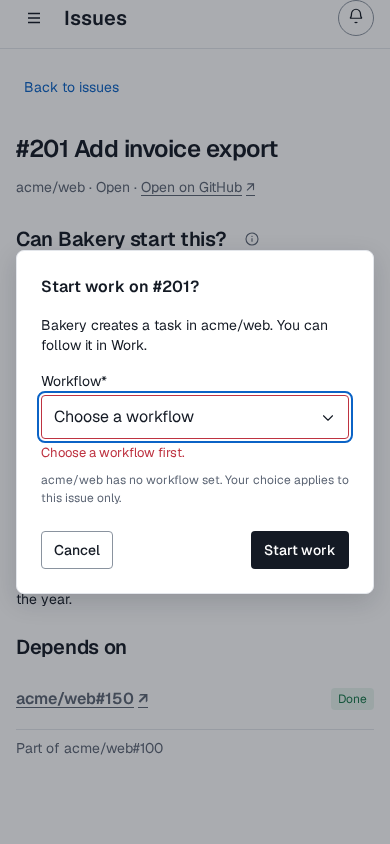 Issues
Back to issues
#201 Add invoice export
acme/web · Open · Open on GitHub
Can Bakery start this?
Start work on #201?
Bakery creates a task in acme/web. You can
follow it in Work.
Workflow*
Choose a workflow
Choose a workflow first.
acme/web has no workflow set. Your choice applies to
this issue only.
Cancel
Start work
the year.
Depends on
acme/web#150
Done
Part of acme/web#100